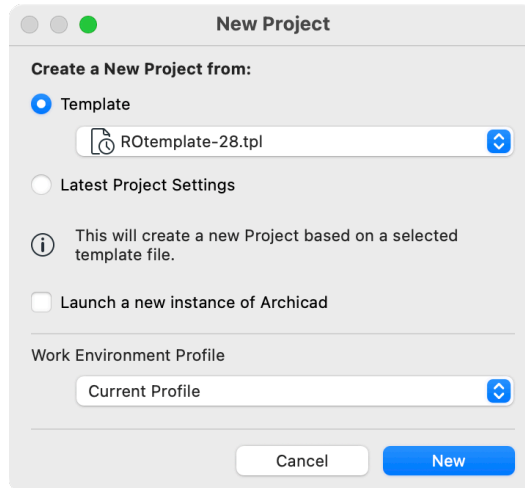 New Project
Create a New Project from:
Template
ROtemplate-28.tpl
Latest Project Settings
This will create a new Project based on a selected
template file.
Launch a new instance of Archicad
Work Environment Profile
Current Profile
Cancel
New